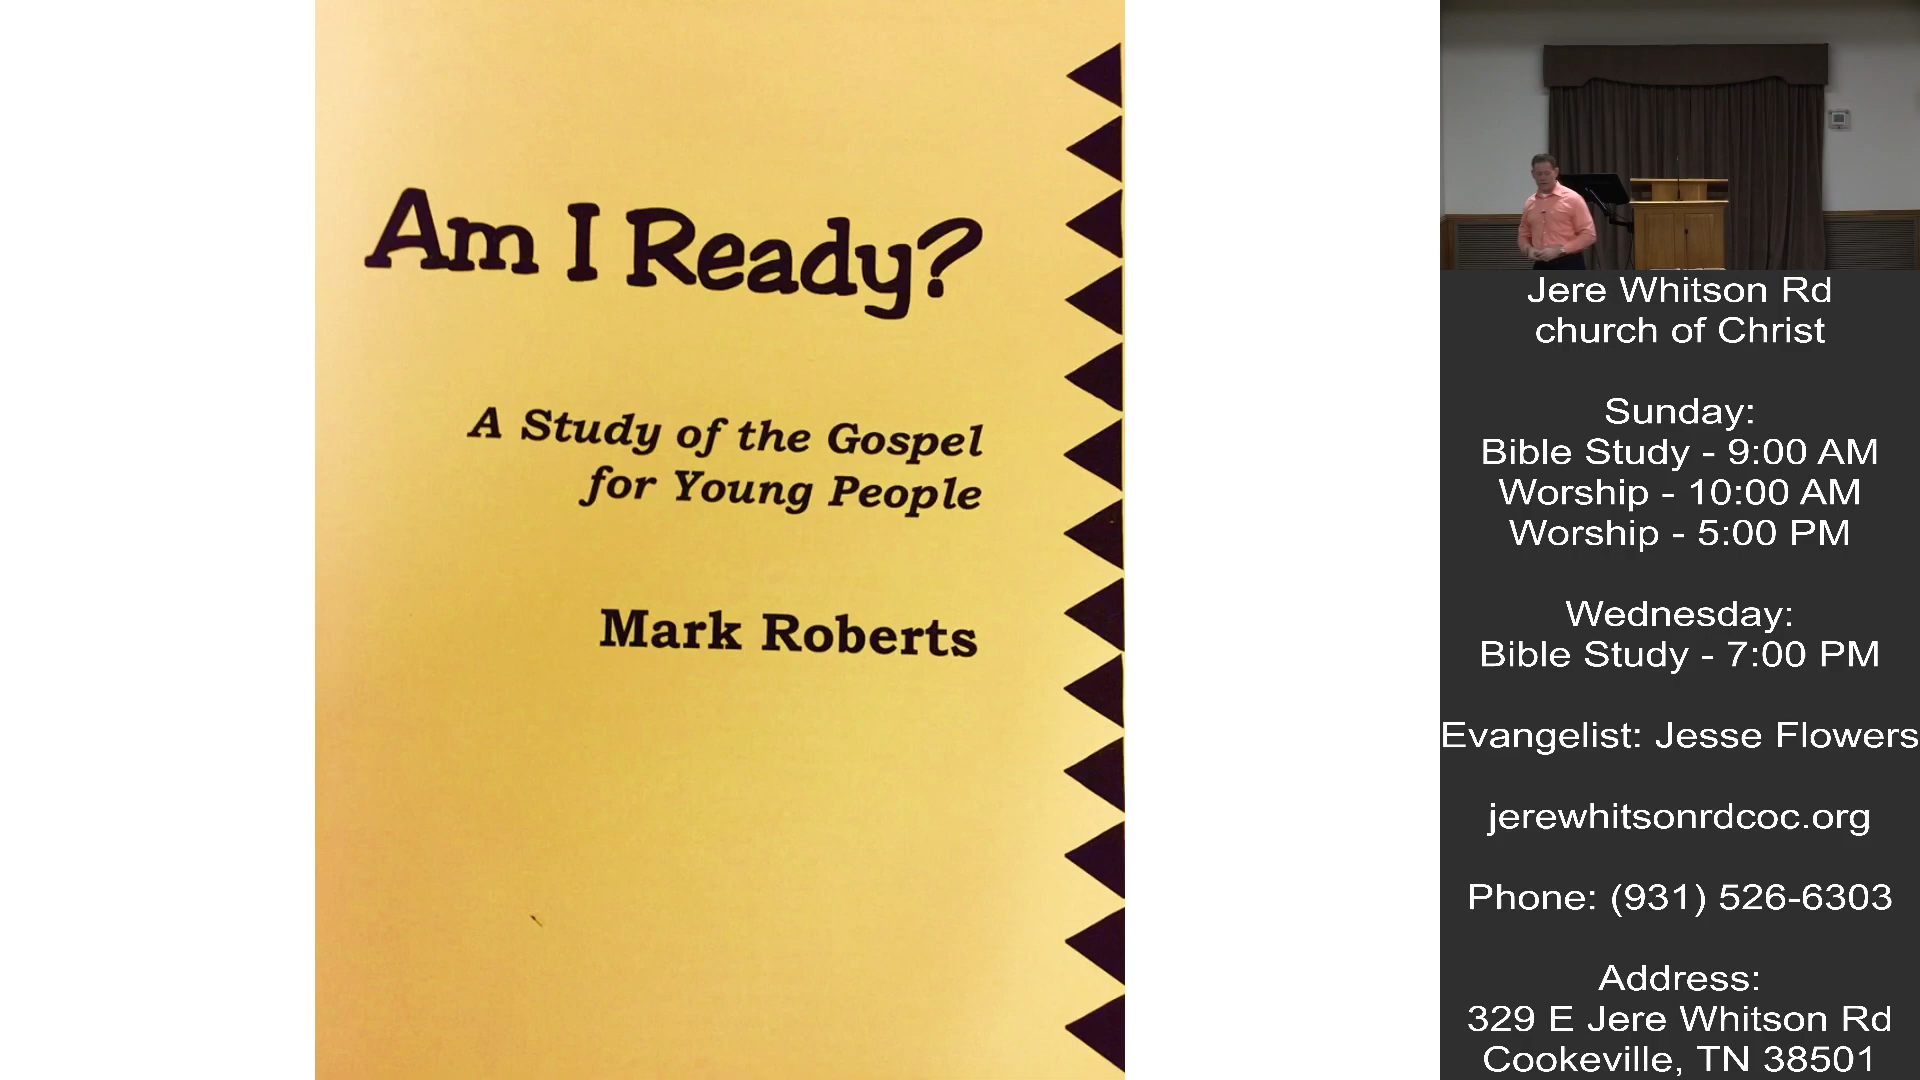 Am I Ready?
A Study of the Gospel
for Young People
Mark Roberts
Jere Whitson Rd
church of Christ
Sunday:
Bible Study - 9:00 AM
Worship - 10:00 AM
Worship - 5:00 PM
Wednesday:
Bible Study - 7:00 PM
Evangelist: Jesse Flowers
jerewhitsonrdcoc.org
Phone: (931) 526-6303
Address:
329 E Jere Whitson Rd
Cookeville, TN 38501